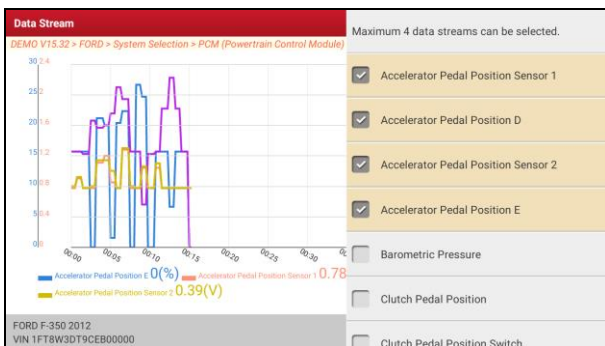 Data Stream
DEMO V15.32 > FORD > System Selection > PCM (Powertrain Control Module)
30 2.4
25 2
20 1.6
15 1.2
10 0.8
5 0.4
0 0
00:00 00:05 00:10 00:15 00:20 00:25 00:30
Accelerator Pedal Position E 0(%) Accelerator Pedal Position Sensor 1 0.78
Accelerator Pedal Position Sensor 2 0.39(V)
FORD F-350 2012
VIN 1FT8W3DT9CEB00000
Maximum 4 data streams can be selected.
Accelerator Pedal Position Sensor 1
Accelerator Pedal Position D
Accelerator Pedal Position Sensor 2
Accelerator Pedal Position E
Barometric Pressure
Clutch Pedal Position
Clutch Pedal Position Switch